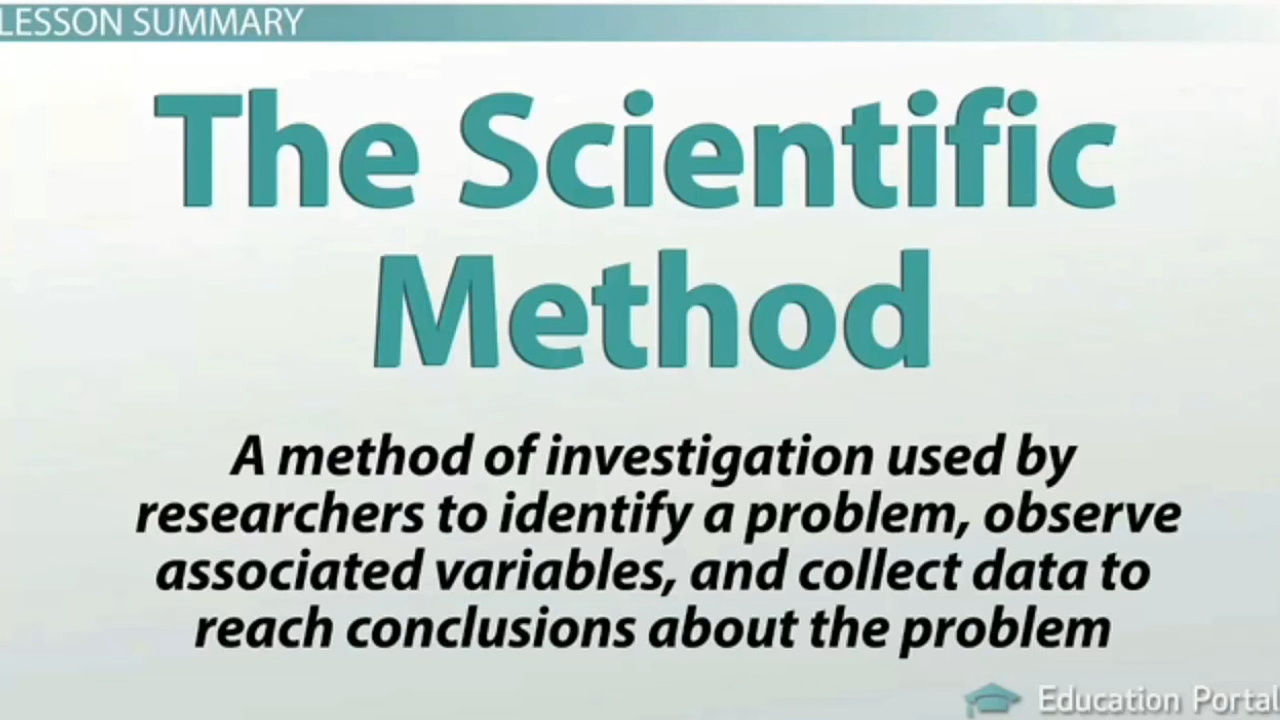 LESSON SUMMARY
The Scientific
Method
A method of investigation used by
researchers to identify a problem, observe
associated variables, and collect data to
reach conclusions about the problem
Education Portal